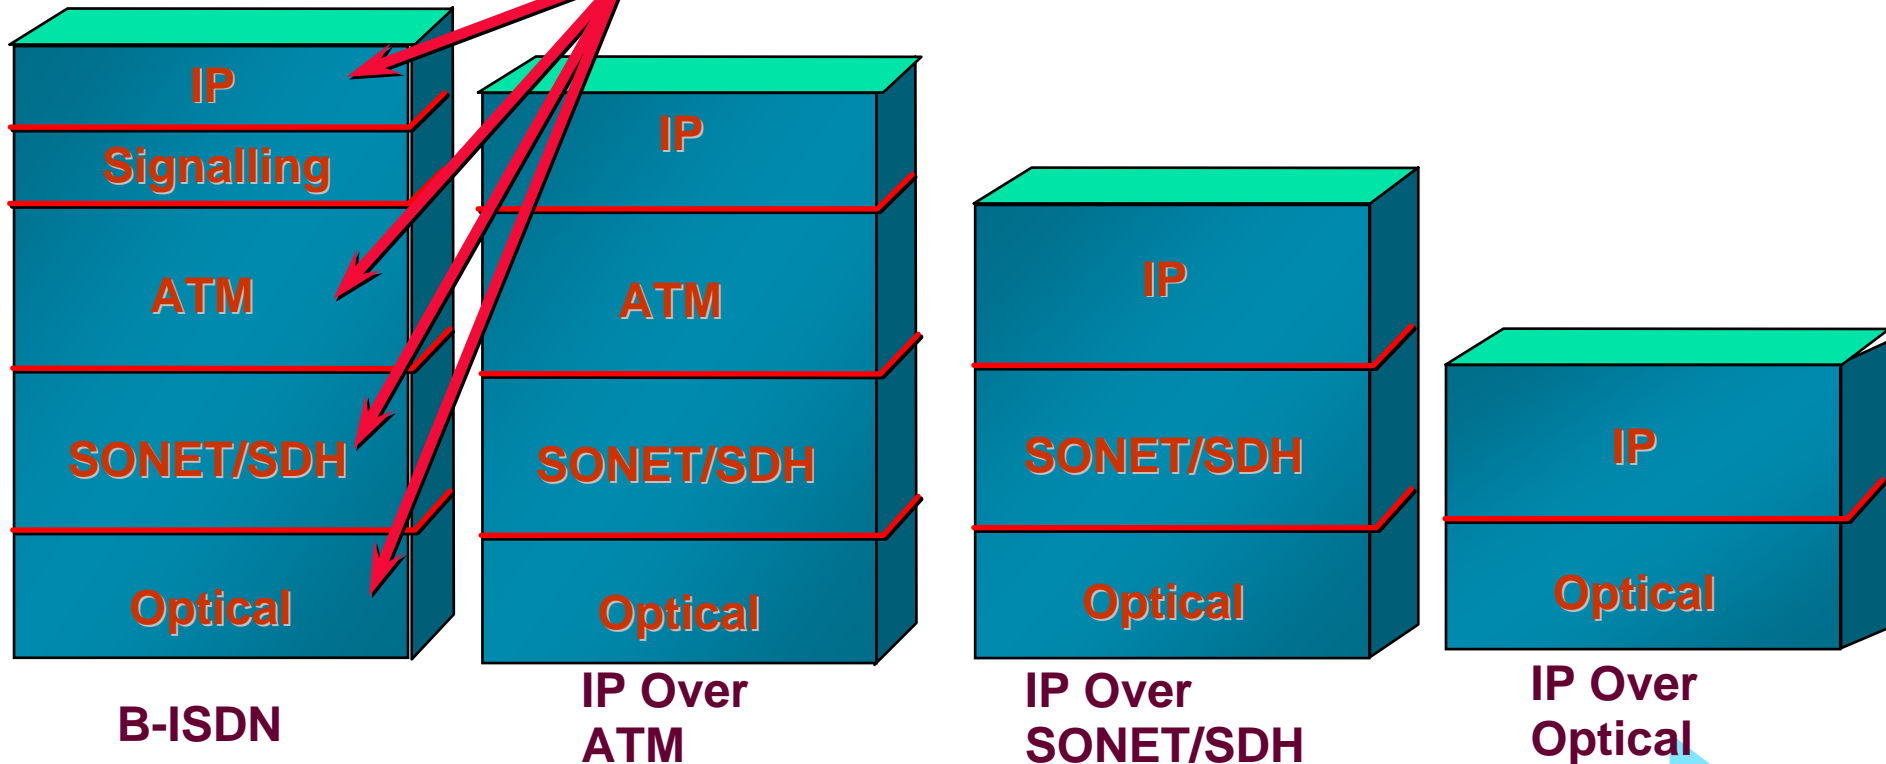 IP
Signalling
ATM
SONET/SDH
Optical
B-ISDN
IP
ATM
SONET/SDH
Optical
IP Over
ATM
IP
SONET/SDH
Optical
IP Over
SONET/SDH
IP
Optical
IP Over
Optical